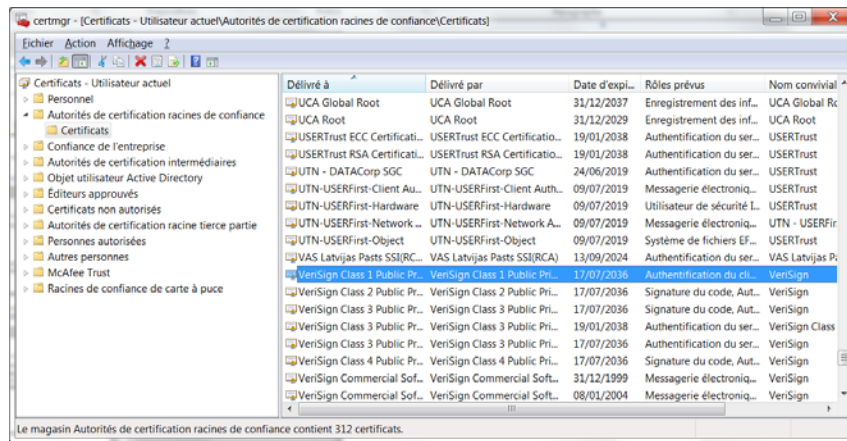 certmgr - [Certificats - Utilisateur actuel\Autorités de certification racines de confiance\Certificats]
Fichier Action Affichage ?
Certificats - Utilisateur actuel
Personnel
Autorités de certification racines de confiance
Certificats
Confiance de l'entreprise
Autorités de certification intermédiaires
Objet utilisateur Active Directory
Éditeurs approuvés
Certificats non autorisés
Autorités de certification racine tierce partie
Personnes autorisées
Autres personnes
McAfee Trust
Racines de confiance de carte à puce
Délivré à Délivré par Date d'expi... Rôles prévus Nom convivial
UCA Global Root UCA Global Root 31/12/2037 Enregistrement des inf... UCA Global Ro
UCA Root UCA Root 31/12/2029 Enregistrement des inf... UCA Root
USERTrust ECC Certificati... USERTrust ECC Certificatio... 19/01/2038 Authentification du ser... USERTrust
USERTrust RSA Certificati... USERTrust RSA Certificatio... 19/01/2038 Authentification du ser... USERTrust
UTN - DATACorp SGC UTN - DATACorp SGC 24/06/2019 Authentification du ser... USERTrust
UTN-USERFirst-Client Au... UTN-USERFirst-Client Auth... 09/07/2019 Messagerie électroniq... USERTrust
UTN-USERFirst-Hardware UTN-USERFirst-Hardware 09/07/2019 Utilisateur de sécurité I... USERTrust
UTN-USERFirst-Network ... UTN-USERFirst-Network A... 09/07/2019 Messagerie électroniq... UTN - USERFir
UTN-USERFirst-Object UTN-USERFirst-Object 09/07/2019 Système de fichiers EF... USERTrust
VAS Latvijas Pasts SSI(RC... VAS Latvijas Pasts SSI(RCA) 13/09/2024 Authentification du ser... VAS Latvijas Pa
VeriSign Class 1 Public Pr... VeriSign Class 1 Public Pri... 17/07/2036 Authentification du cli... VeriSign
VeriSign Class 2 Public Pr... VeriSign Class 2 Public Pri... 17/07/2036 Signature du code, Aut... VeriSign
VeriSign Class 3 Public Pr... VeriSign Class 3 Public Pri... 17/07/2036 Signature du code, Aut... VeriSign
VeriSign Class 3 Public Pr... VeriSign Class 3 Public Pri... 19/01/2038 Authentification du ser... VeriSign Class
VeriSign Class 3 Public Pr... VeriSign Class 3 Public Pri... 17/07/2036 Authentification du ser... VeriSign
VeriSign Class 4 Public Pr... VeriSign Class 4 Public Pri... 17/07/2036 Signature du code, Aut... VeriSign
VeriSign Commercial Sof... VeriSign Commercial Soft... 31/12/1999 Messagerie électroniq... VeriSign
VeriSign Commercial Sof... VeriSign Commercial Soft... 08/01/2004 Messagerie électroniq... VeriSign
Le magasin Autorités de certification racines de confiance contient 312 certificats.